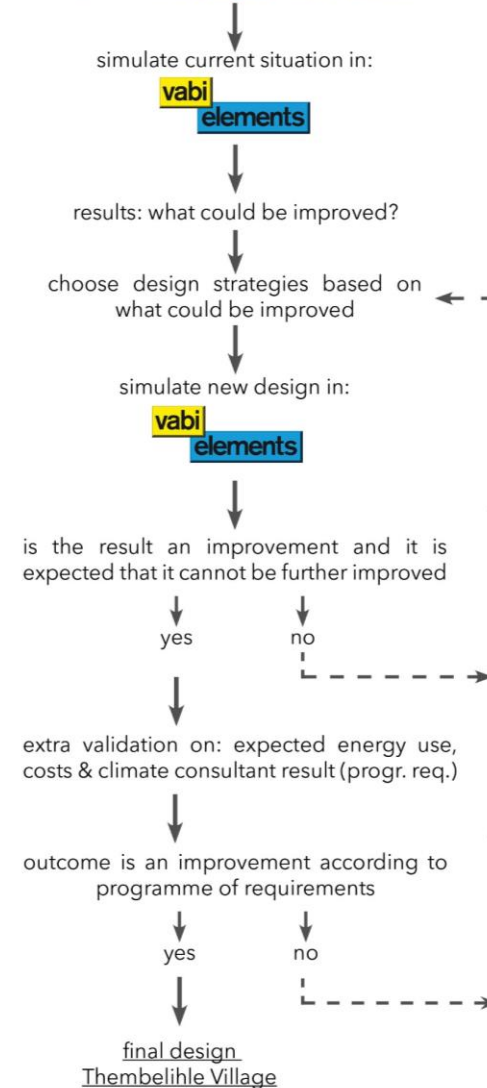 simulate current situation in:
vabi
elements
results: what could be improved?
choose design strategies based on
what could be improved
simulate new design in:
vabi
elements
is the result an improvement and it is
expected that it cannot be further improved
yes
no
extra validation on: expected energy use,
costs & climate consultant result (progr. req.)
outcome is an improvement according to
programme of requirements
yes
no
final design
Thembelihle Village